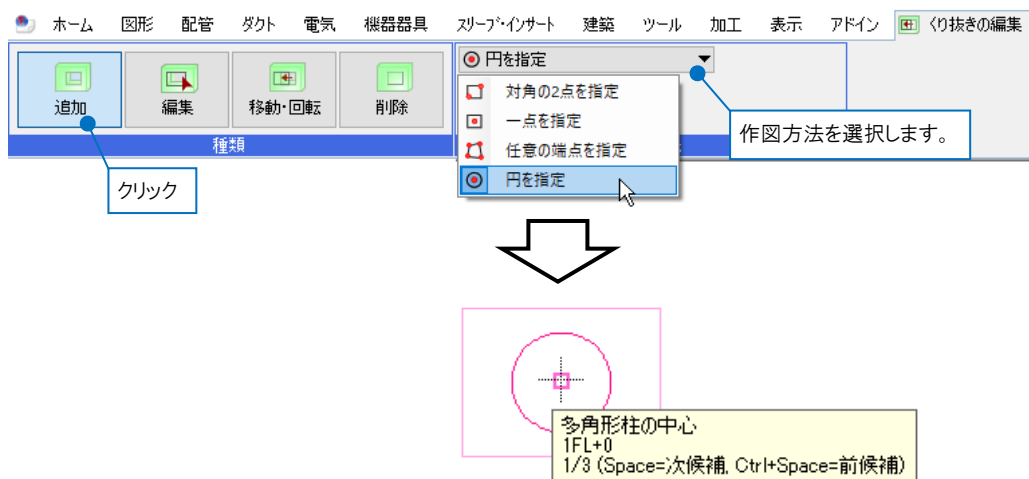 ホーム 図形 配管 ダクト 電気 機器器具 スリーブ・インサート 建築 ツール 加工 表示 アドイン くり抜きの編集
追加 編集 移動・回転 削除
種類
円を指定
対角の2点を指定
一点を指定
任意の端点を指定
円を指定
作図方法を選択します。
クリック
多角形柱の中心
1FL+0
1/3 (Space=次候補, Ctrl+Space=前候補)